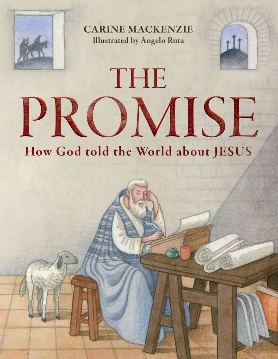 CARINE MACKENZIE
Illustrated by Angelo Ruta
THE
PROMISE
How God told the World about JESUS